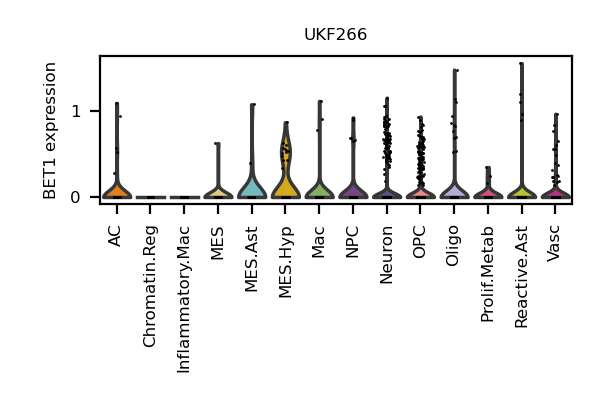 UKF266
BET1 expression
1
0
AC
Chromatin.Reg
Inflammatory.Mac
MES
MES.Ast
MES.Hyp
Mac
NPC
Neuron
OPC
Oligo
Prolif.Metab
Reactive.Ast
Vasc